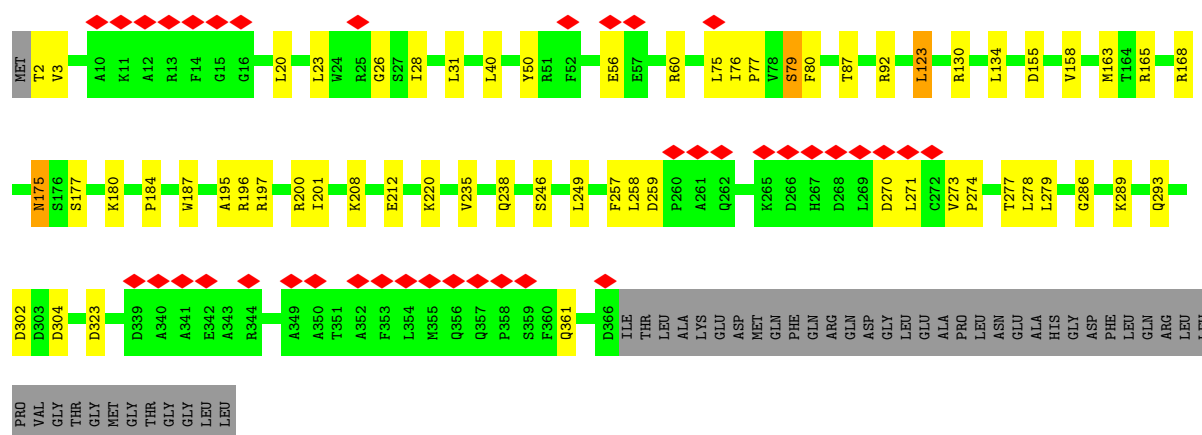 MET T2 V3 A10 K11 A12 R13 F14 G15 G16 L20 L23 W24 R25 G26 S27 I28 L31 L40 Y50 R51 F52 E56 E57 R60 L75 I76 P77 V78 S79 F80 T87 R92 L123 R130 L134 D155 V158 M163 T164 R165 R168
N175 S176 S177 K180 P184 W187 A195 R196 R197 R200 I201 K208 E212 K220 V235 Q238 S246 L249 F257 L258 D259 P260 A261 Q262 K265 D266 H267 D268 L269 D270 L271 C272 V273 P274 T277 L278 L279 G286 K289 Q293
D302 D303 D304 D323 D339 A340 A341 E342 A343 R344 A349 A350 T351 A352 F353 L354 M355 Q356 Q357 P358 S359 F360 Q361 D366 ILE THR LEU ALA LYS GLU ASP MET GLN PHE GLN ARG GLN ASP GLY LEU GLU ALA PRO LEU ASN GLU ALA HIS GLY ASP PHE LEU GLN ARG LEU
PRO VAL GLY THR GLY MET GLY THR GLY GLY LEU LEU